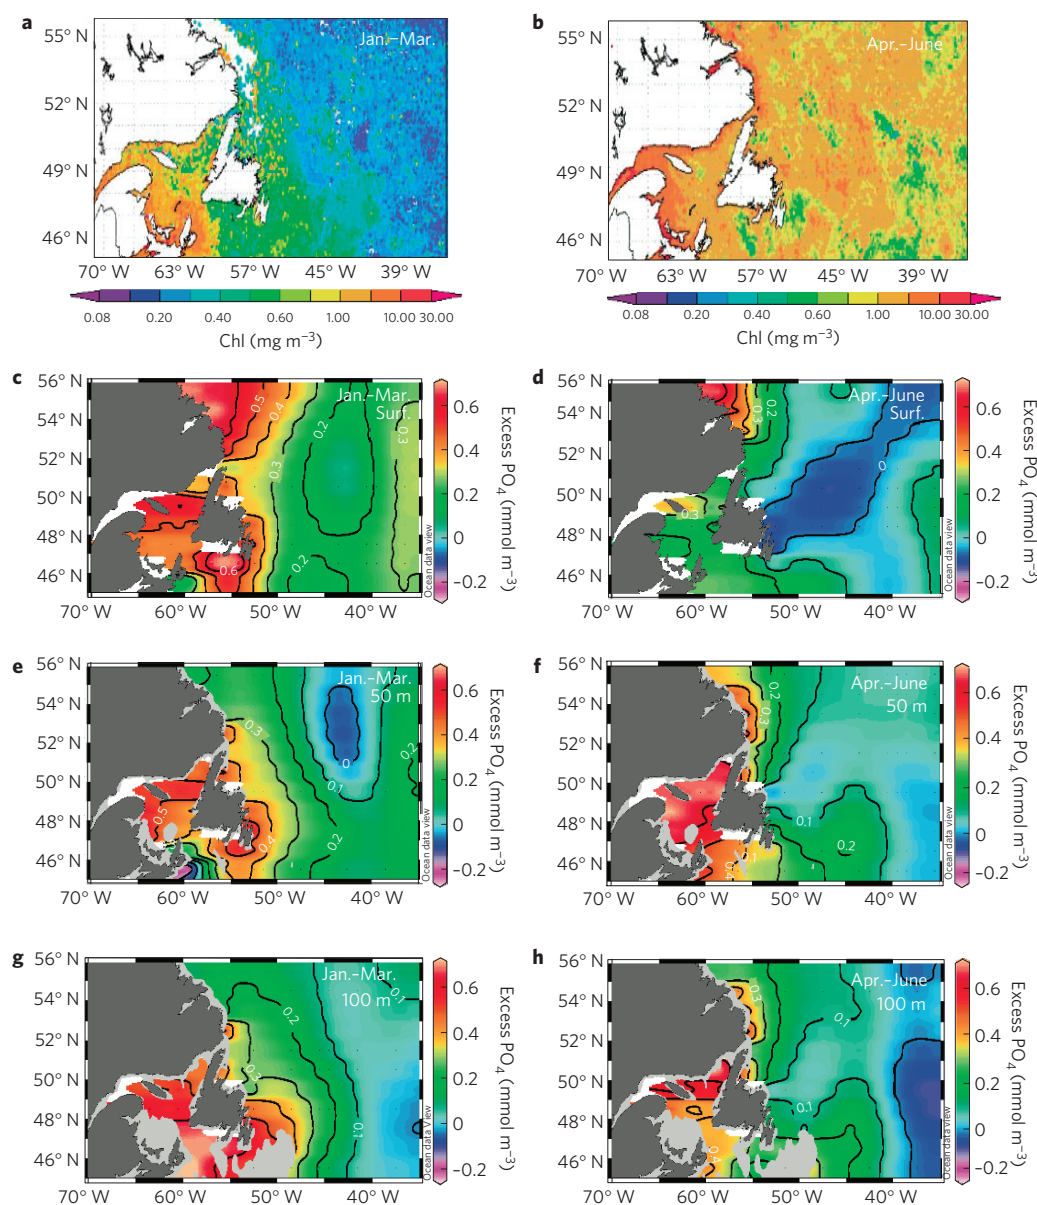 a
Jan.–Mar.
55° N
52° N
49° N
46° N
70° W 63° W 57° W 45° W 39° W
0.08 0.20 0.40 0.60 1.00 10.00 30.00
Chl (mg m⁻³)
b
Apr.–June
55° N
52° N
49° N
46° N
70° W 63° W 57° W 45° W 39° W
0.08 0.20 0.40 0.60 1.00 10.00 30.00
Chl (mg m⁻³)
c
Jan.–Mar.
Surf.
56° N
54° N
52° N
50° N
48° N
46° N
70° W 60° W 50° W 40° W
0.5
0.4
0.2
0.3
0.3
0.2
0.6
Ocean data view
0.6
0.4
0.2
0
−0.2
Excess PO₄ (mmol m⁻³)
d
Apr.–June
Surf.
56° N
54° N
52° N
50° N
48° N
46° N
70° W 60° W 50° W 40° W
0.2
0.3
0
0.3
Ocean data view
0.6
0.4
0.2
0
−0.2
Excess PO₄ (mmol m⁻³)
e
Jan.–Mar.
50 m
56° N
54° N
52° N
50° N
48° N
46° N
70° W 60° W 50° W 40° W
0.3
0
0.2
0.1
0.5
0.4
0.2
Ocean data view
0.6
0.4
0.2
0
−0.2
Excess PO₄ (mmol m⁻³)
f
Apr.–June
50 m
56° N
54° N
52° N
50° N
48° N
46° N
70° W 60° W 50° W 40° W
0.2
0.3
0.1
0.2
0.1
0.4
Ocean data view
0.6
0.4
0.2
0
−0.2
Excess PO₄ (mmol m⁻³)
g
Jan.–Mar.
100 m
56° N
54° N
52° N
50° N
48° N
46° N
70° W 60° W 50° W 40° W
0.1
0.2
0.3
0.1
Ocean data View
0.6
0.4
0.2
0
−0.2
Excess PO₄ (mmol m⁻³)
h
Apr.–June
100 m
56° N
54° N
52° N
50° N
48° N
46° N
70° W 60° W 50° W 40° W
0.3
0.1
0.1
0.4
Ocean data view
0.6
0.4
0.2
0
−0.2
Excess PO₄ (mmol m⁻³)